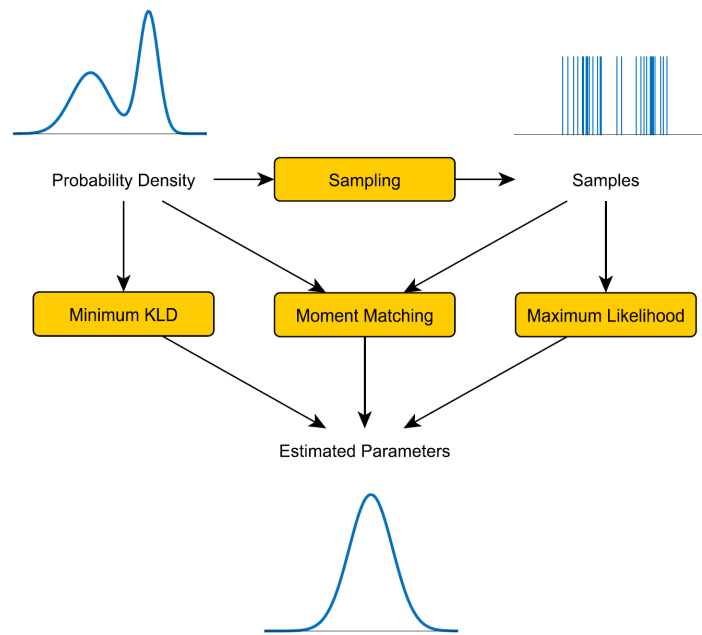 Probability Density
Sampling
Samples
Minimum KLD
Moment Matching
Maximum Likelihood
Estimated Parameters